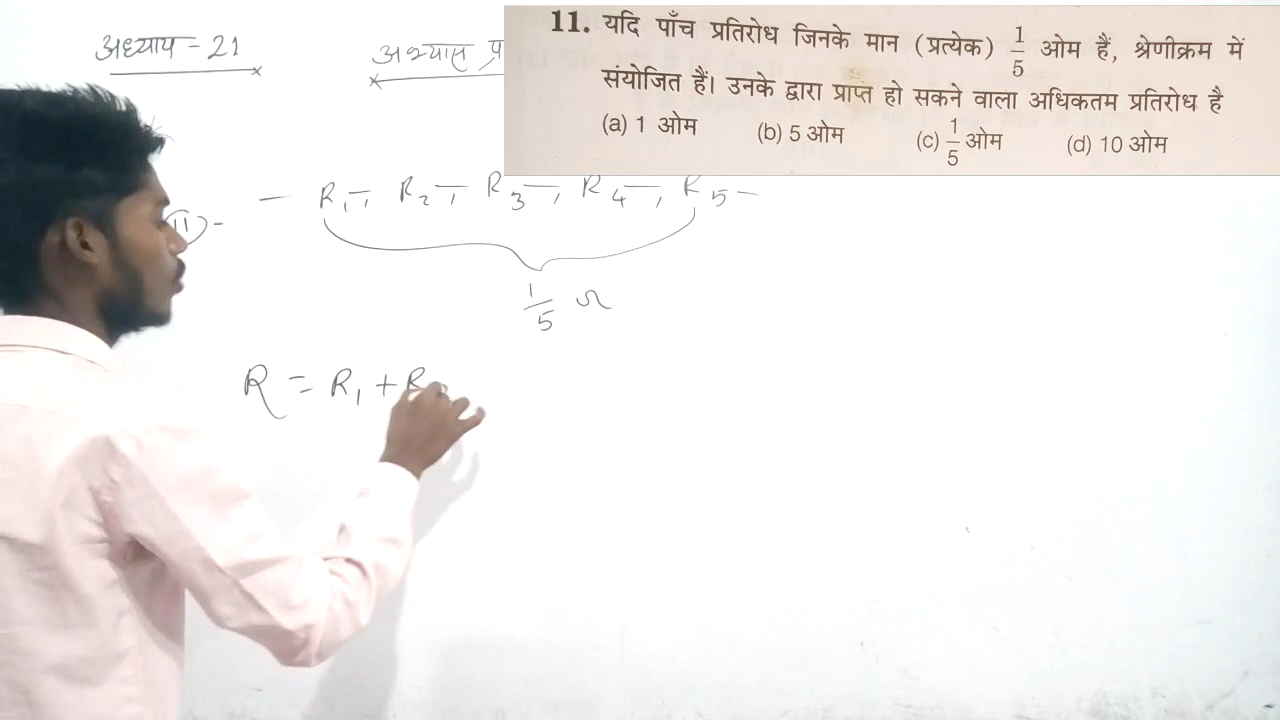 अध्याय - 21
अभ्यास प्र
11. यदि पाँच प्रतिरोध जिनके मान (प्रत्येक) 1/5 ओम हैं, श्रेणीक्रम में
संयोजित हैं। उनके द्वारा प्राप्त हो सकने वाला अधिकतम प्रतिरोध है
(a) 1 ओम (b) 5 ओम (c) 1/5 ओम (d) 10 ओम
11 - — R₁ —, R₂ —, R₃ —, R₄ —, R₅ —
1/5 Ω
R = R₁ + R